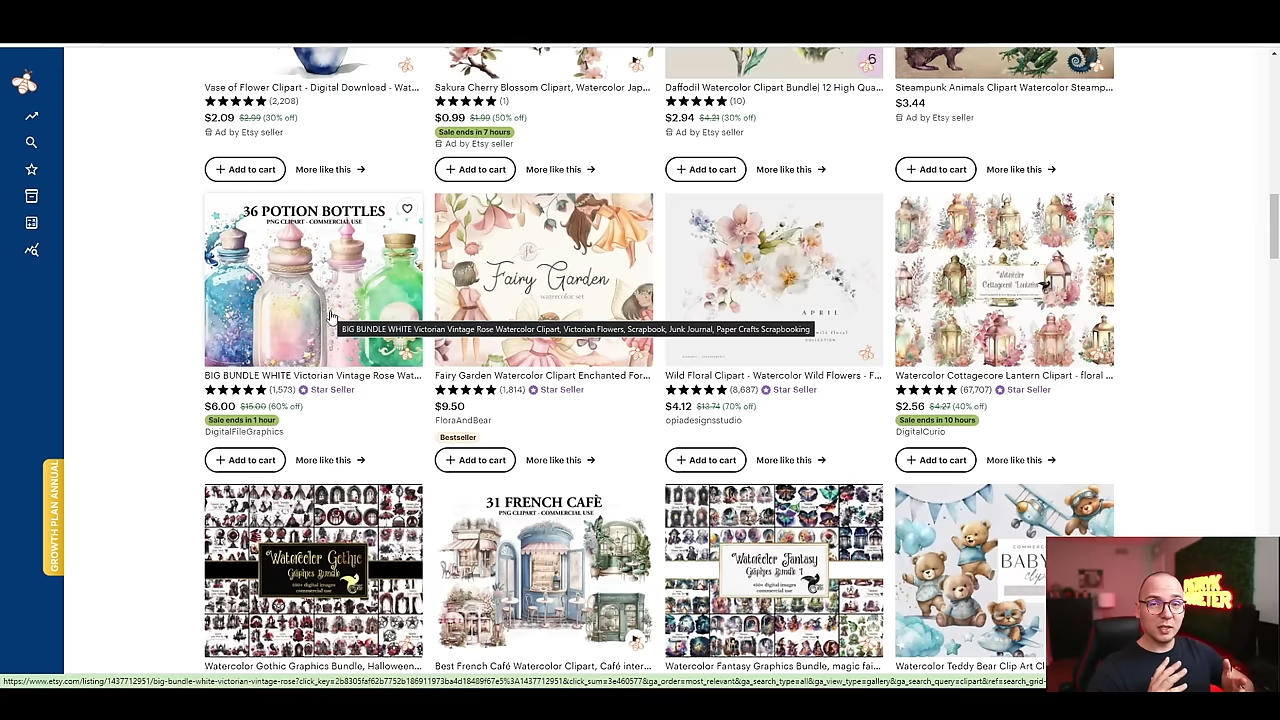 6
Vase of Flower Clipart - Digital Download - Wat...
(2,208)
$2.09 $2.99 (30% off)
Ad by Etsy seller
+ Add to cart More like this →
Sakura Cherry Blossom Clipart, Watercolor Jap...
(1)
$0.99 $1.99 (50% off)
Sale ends in 7 hours
Ad by Etsy seller
+ Add to cart More like this →
Daffodil Watercolor Clipart Bundle| 12 High Qua...
(10)
$2.94 $4.21 (30% off)
Ad by Etsy seller
+ Add to cart More like this →
Steampunk Animals Clipart Watercolor Steamp...
$3.44
Ad by Etsy seller
+ Add to cart More like this →
36 POTION BOTTLES
PNG CLIPART - COMMERCIAL USE
BIG BUNDLE WHITE Victorian Vintage Rose Watercolor Clipart, Victorian Flowers, Scrapbook, Junk Journal, Paper Crafts Scrapbooking
BIG BUNDLE WHITE Victorian Vintage Rose Wat...
(1,573) Star Seller
$6.00 $15.00 (60% off)
Sale ends in 1 hour
DigitalFileGraphics
+ Add to cart More like this →
Fairy Garden
watercolor set
Fairy Garden Watercolor Clipart Enchanted For...
(1,814) Star Seller
$9.50
FloraAndBear
Bestseller
+ Add to cart More like this →
APRIL
Wild Floral Clipart - Watercolor Wild Flowers - F...
(8,687) Star Seller
$4.12 $13.74 (70% off)
opiadesignsstudio
+ Add to cart More like this →
Watercolor
Cottagecore Lanterns
Watercolor Cottagecore Lantern Clipart - floral ...
(67,707) Star Seller
$2.56 $4.27 (40% off)
Sale ends in 10 hours
DigitalCurio
+ Add to cart More like this →
GROWTH PLAN ANNUAL
Watercolor Gothic
Graphics Bundle
commercial use
Watercolor Gothic Graphics Bundle, Halloween...
31 FRENCH CAFÈ
PNG CLIPART - COMMERCIAL USE
Best French Café Watercolor Clipart, Café inter...
Watercolor Fantasy
Graphics Bundle 1
commercial use
Watercolor Fantasy Graphics Bundle, magic fai...
BABY
Watercolor Teddy Bear Clip Art Cl